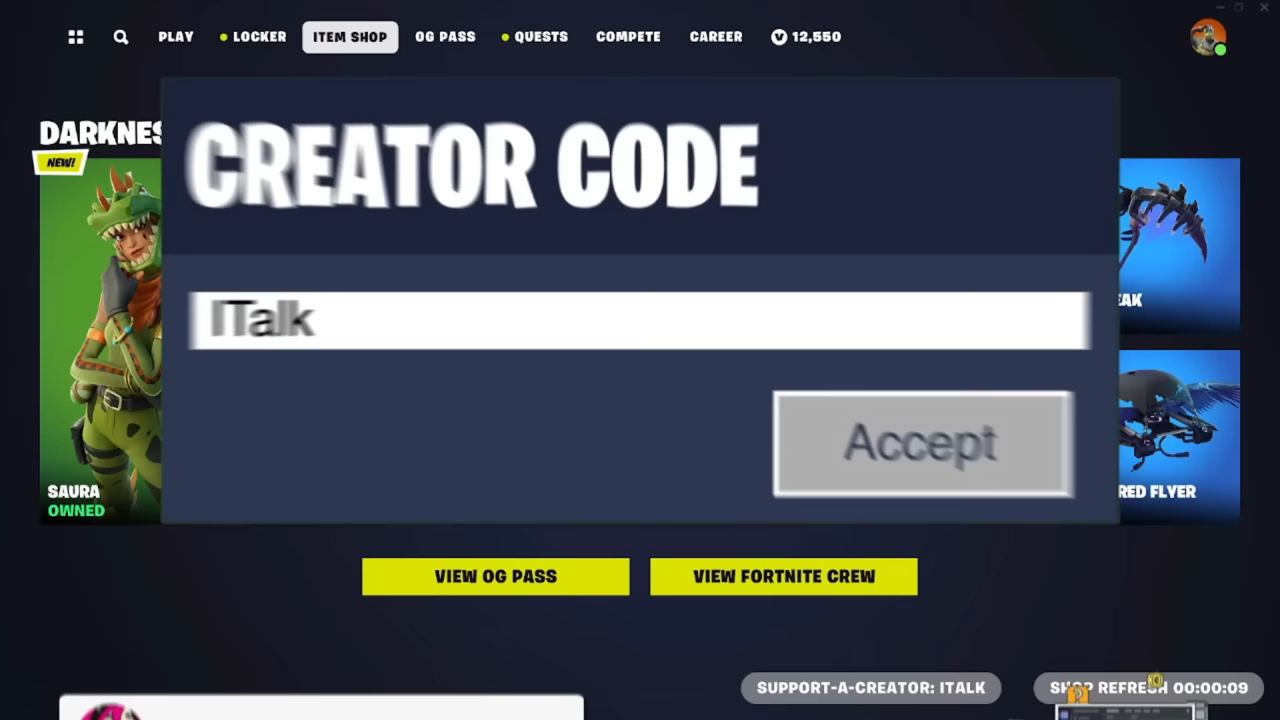 PLAY LOCKER ITEM SHOP OG PASS QUESTS COMPETE CAREER 12,550
DARKNES
NEW!
CREATOR CODE
ITalk
Accept
SAURA
OWNED
EAK
RED FLYER
VIEW OG PASS VIEW FORTNITE CREW
SUPPORT-A-CREATOR: ITALK SHOP REFRESH 00:00:09